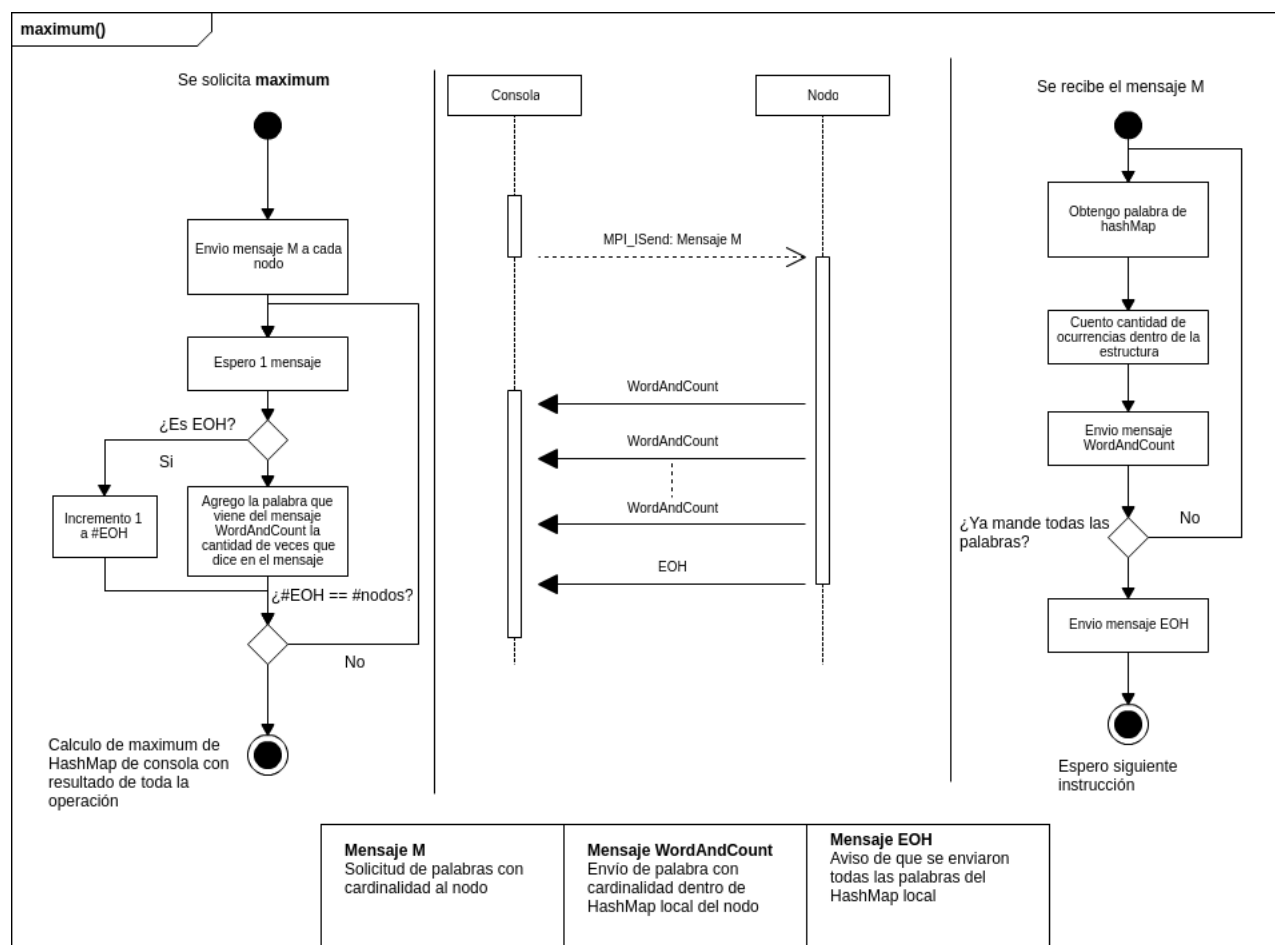 maximum()
Se solicita maximum
Envio mensaje M a cada
nodo
Espero 1 mensaje
¿Es EOH?
Si
Incremento 1
a #EOH
Agrego la palabra que
viene del mensaje
WordAndCount la
cantidad de veces que
dice en el mensaje
¿#EOH == #nodos?
No
Calculo de maximum de
HashMap de consola con
resultado de toda la
operación
Consola
Nodo
MPI_ISend: Mensaje M
WordAndCount
WordAndCount
WordAndCount
EOH
Se recibe el mensaje M
Obtengo palabra de
hashMap
Cuento cantidad de
ocurrencias dentro de la
estructura
Envio mensaje
WordAndCount
¿Ya mande todas las
palabras?
No
Envio mensaje EOH
Espero siguiente
instrucción
Mensaje M
Solicitud de palabras con
cardinalidad al nodo
Mensaje WordAndCount
Envío de palabra con
cardinalidad dentro de
HashMap local del nodo
Mensaje EOH
Aviso de que se enviaron
todas las palabras del
HashMap local